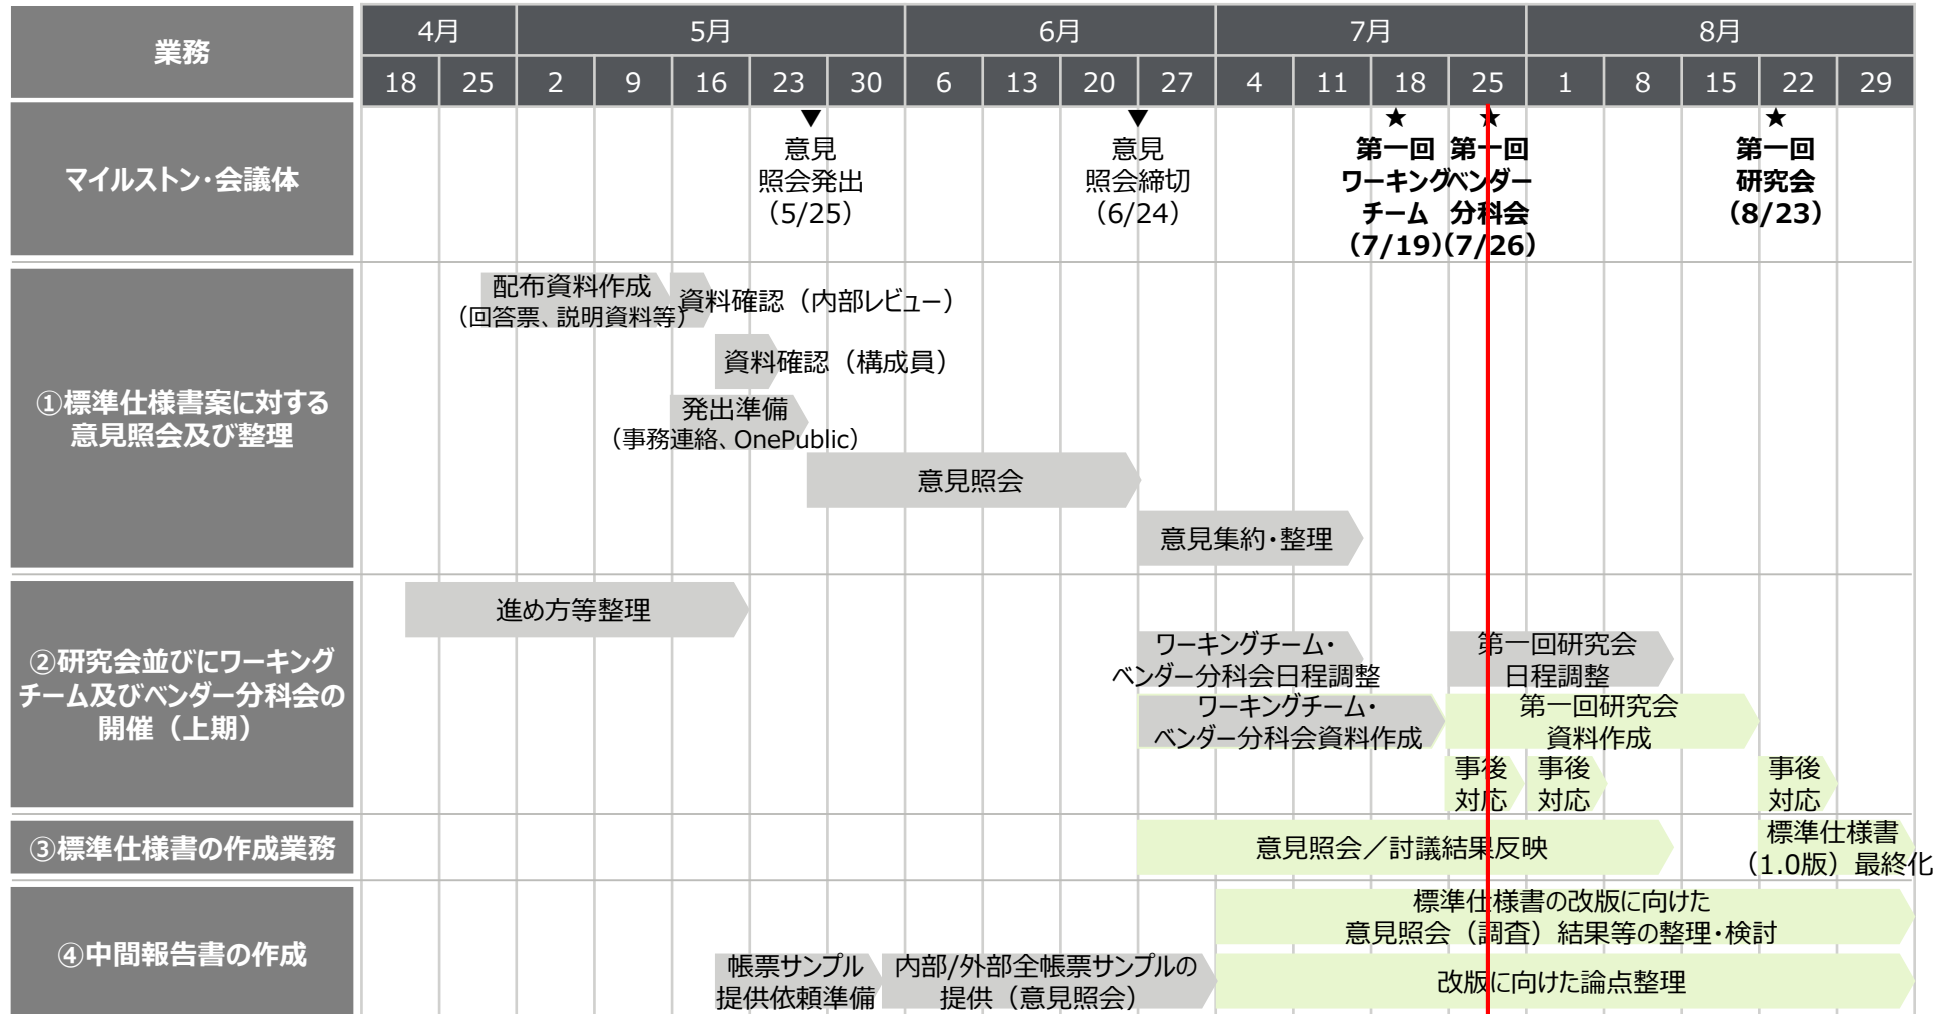 業務
4月 5月 6月 7月 8月
18 25 2 9 16 23 30 6 13 20 27 4 11 18 25 1 8 15 22 29
マイルストン・会議体
▼
意見
照会発出
（5/25）
▼
意見
照会締切
（6/24）
★
第一回
ワーキング
チーム
（7/19）
★
第一回
ベンダー
分科会
（7/26）
★
第一回
研究会
（8/23）
①標準仕様書案に対する
意見照会及び整理
配布資料作成
（回答票、説明資料等）
資料確認（内部レビュー）
資料確認（構成員）
発出準備
（事務連絡、OnePublic）
意見照会
意見集約・整理
②研究会並びにワーキング
チーム及びベンダー分科会の
開催（上期）
進め方等整理
ワーキングチーム・
ベンダー分科会日程調整
第一回研究会
日程調整
ワーキングチーム・
ベンダー分科会資料作成
第一回研究会
資料作成
事後
対応
事後
対応
事後
対応
③標準仕様書の作成業務
意見照会／討議結果反映
標準仕様書
（1.0版）最終化
④中間報告書の作成
標準仕様書の改版に向けた
意見照会（調査）結果等の整理・検討
帳票サンプル
提供依頼準備
内部/外部全帳票サンプルの
提供（意見照会）
改版に向けた論点整理